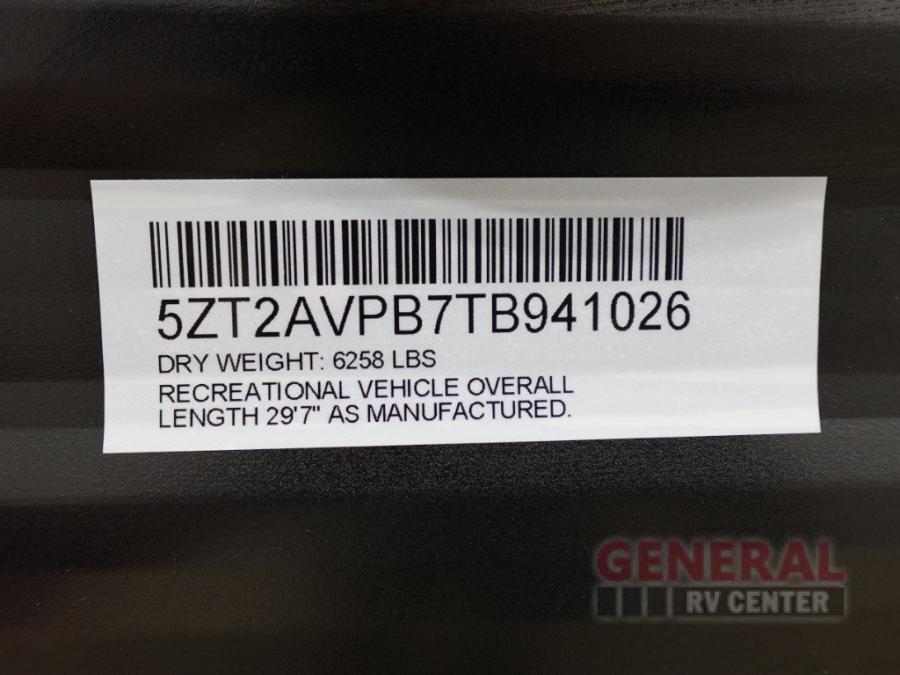 5ZT2AVPB7TB941026
DRY WEIGHT: 6258 LBS
RECREATIONAL VEHICLE OVERALL
LENGTH 29'7" AS MANUFACTURED.
GENERAL
RV CENTER